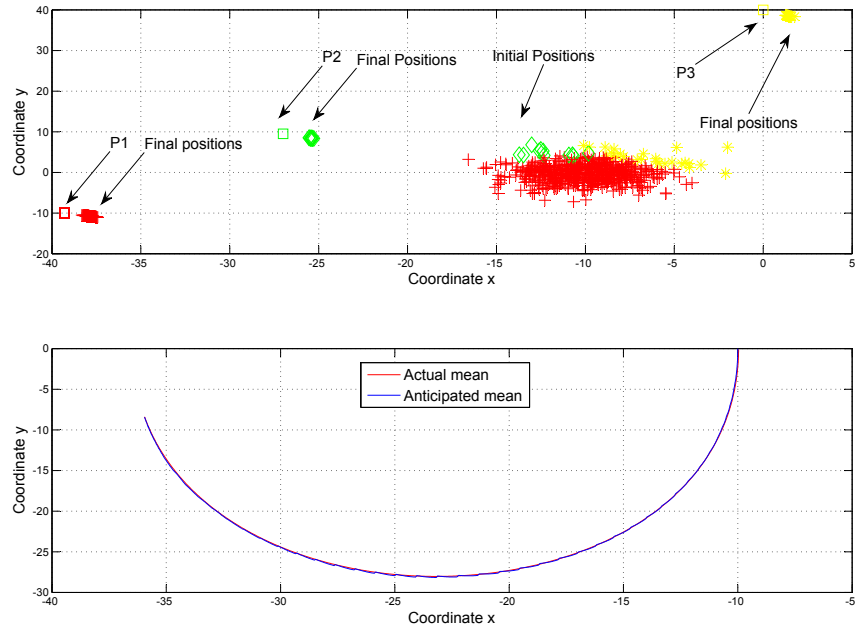 40
30
20
10
0
-10
-20
-40
-35
-30
-25
-20
-15
-10
-5
0
5
Coordinate y
Coordinate x
P1
Final positions
P2
Final Positions
Initial Positions
P3
Final positions
0
-5
-10
-15
-20
-25
-30
-40
-35
-30
-25
-20
-15
-10
-5
Coordinate y
Coordinate x
Actual mean
Anticipated mean